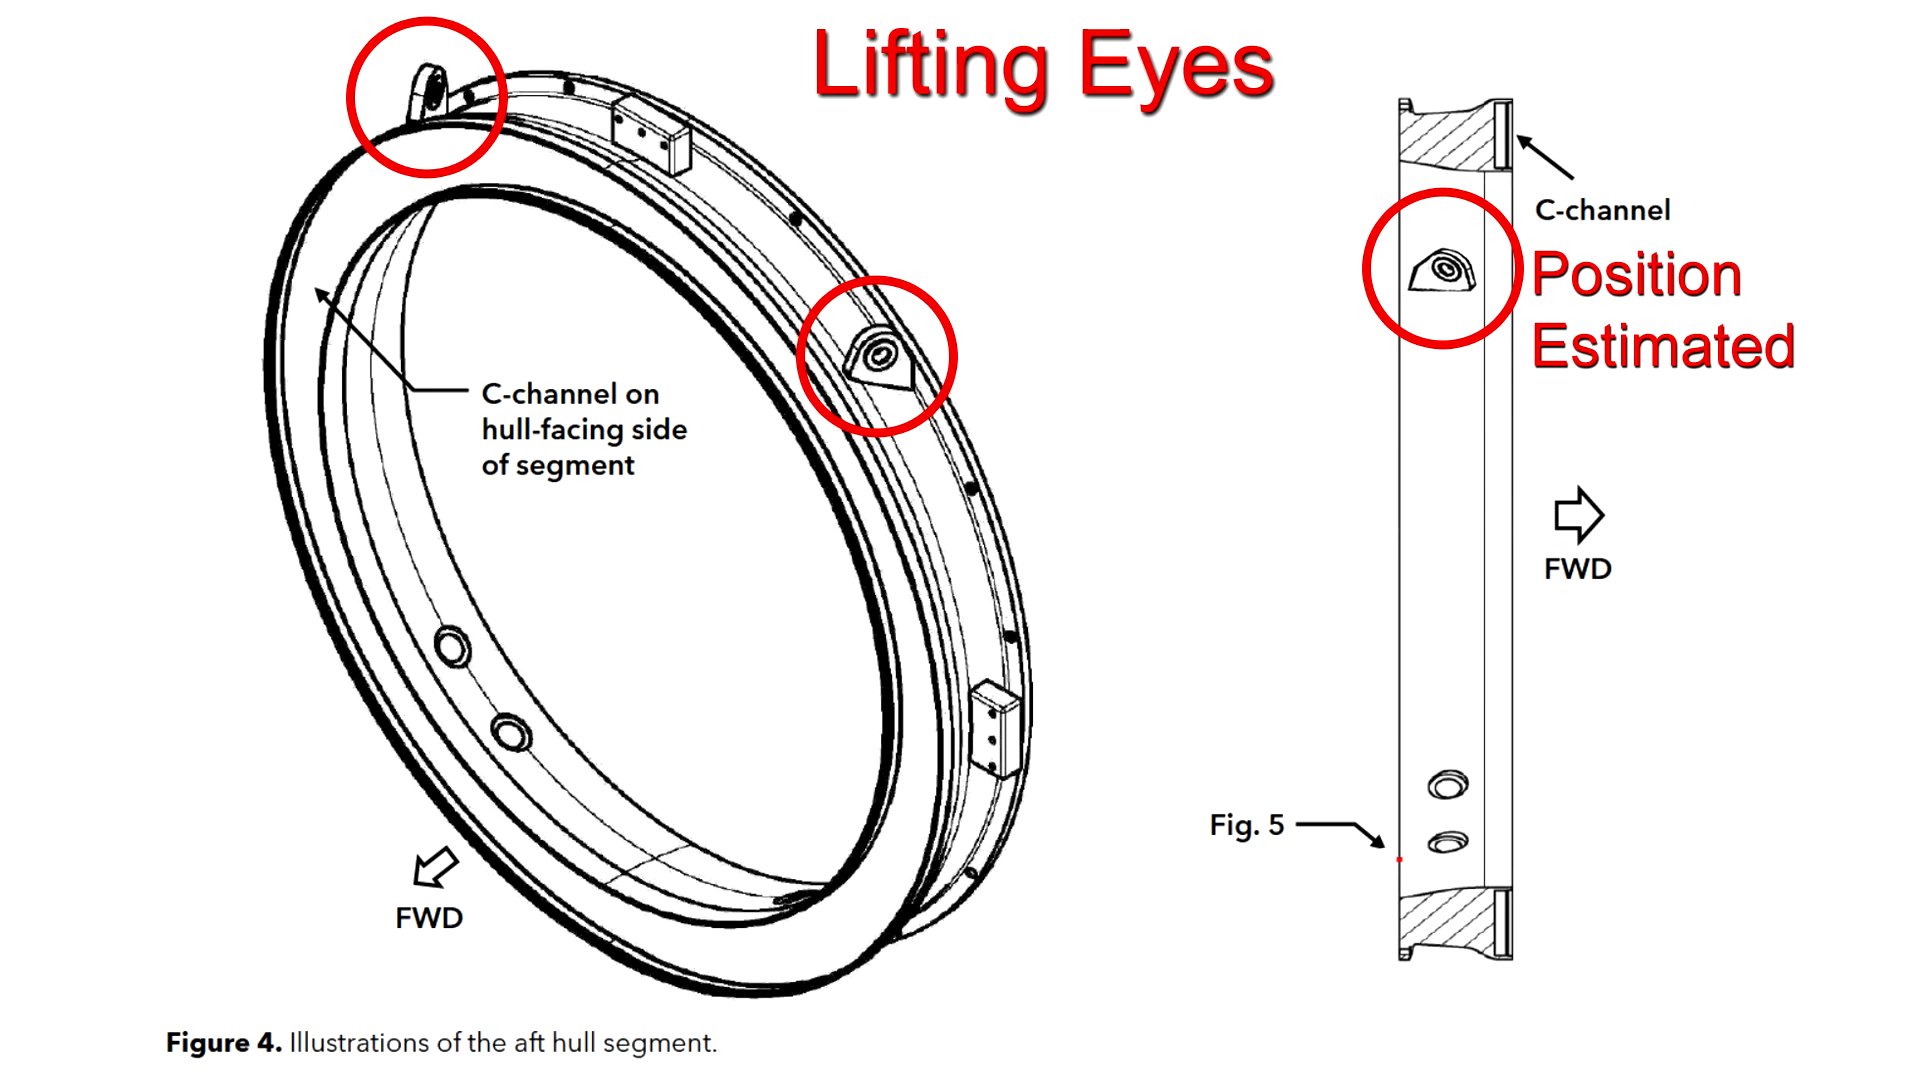 Lifting Eyes
C-channel
Position
Estimated
C-channel on
hull-facing side
of segment
FWD
Fig. 5
FWD
Figure 4. Illustrations of the aft hull segment.